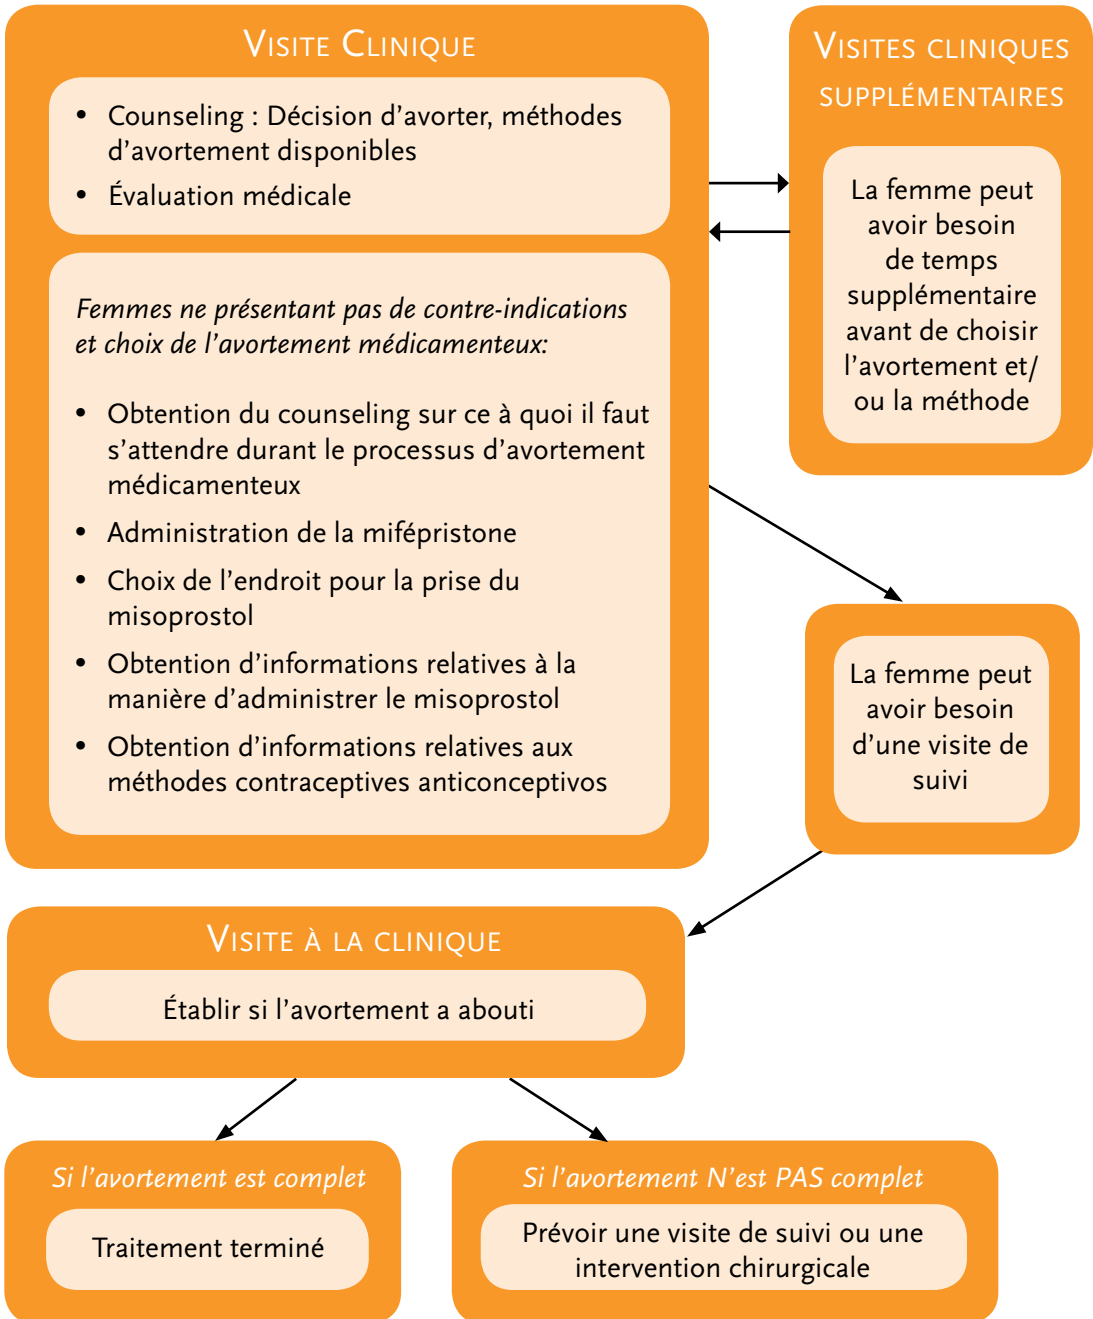 Visite Clinique
• Counseling : Décision d'avorter, méthodes
d'avortement disponibles
• Évaluation médicale
Femmes ne présentant pas de contre-indications
et choix de l'avortement médicamenteux:
• Obtention du counseling sur ce à quoi il faut
s'attendre durant le processus d'avortement
médicamenteux
• Administration de la mifépristone
• Choix de l'endroit pour la prise du
misoprostol
• Obtention d'informations relatives à la
manière d'administrer le misoprostol
• Obtention d'informations relatives aux
méthodes contraceptives anticonceptivos
Visites cliniques
supplémentaires
La femme peut
avoir besoin
de temps
supplémentaire
avant de choisir
l'avortement et/
ou la méthode
La femme peut
avoir besoin
d'une visite de
suivi
Visite à la clinique
Établir si l'avortement a abouti
Si l'avortement est complet
Traitement terminé
Si l'avortement N'est PAS complet
Prévoir une visite de suivi ou une
intervention chirurgicale